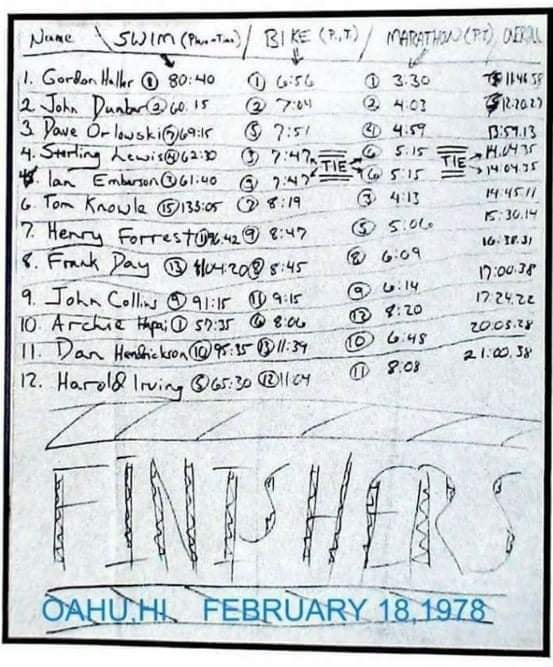 Name \ SWIM (Place-Time) / BIKE (P., T.) / MARATHON (P.T.) OVERALL
1. Gordon Haller ⑧ 80:40 ① 6:56 ① 3:30 11:46:58
2. John Dunbar ② 60:15 ② 7:04 ② 4:03 12:20:27
3. Dave Orlowski ⑦ 69:15 ⑤ 7:51 ④ 4:59 13:59.13
4. Sterling Lewis ④ 62:30 ③ 7:47 TIE ⑥ 5:15 TIE 14:04.35
5. Ian Emberson ③ 61:40 ③ 7:47 ⑥ 5:15 14:04.35
6. Tom Knowle ⑮ 133:05 ⑦ 8:19 ③ 4:13 14:45:11
7. Henry Forrest ⑪ 96:42 ⑨ 8:47 ⑤ 5:06 15:30.14
8. Frank Day ⑬ 104:20 ⑧ 8:45 ⑧ 6:09 16:38.31
9. John Collins ⑨ 91:15 ⑪ 9:15 ⑨ 6:14 17:00.38
10. Archie Hapai ① 57:35 ⑥ 8:06 ⑬ 8:20 17:24.22
11. Dan Hendrickson ⑩ 95:35 ⑬ 11:39 ⑩ 6:48 20:03.28
12. Harold Irving ⑤ 65:30 ⑫ 11:04 ⑪ 8:08 21:00.38
FINISHERS
OAHU,HI FEBRUARY 18,1978